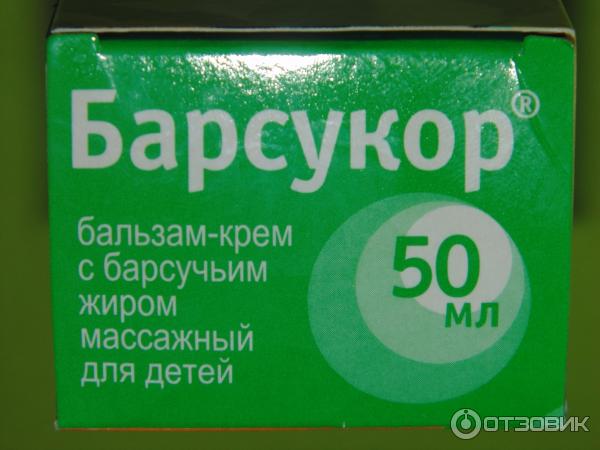 Барсукор®
бальзам-крем
с барсучьим
жиром
массажный
для детей
50
мл
ОТЗОВИК